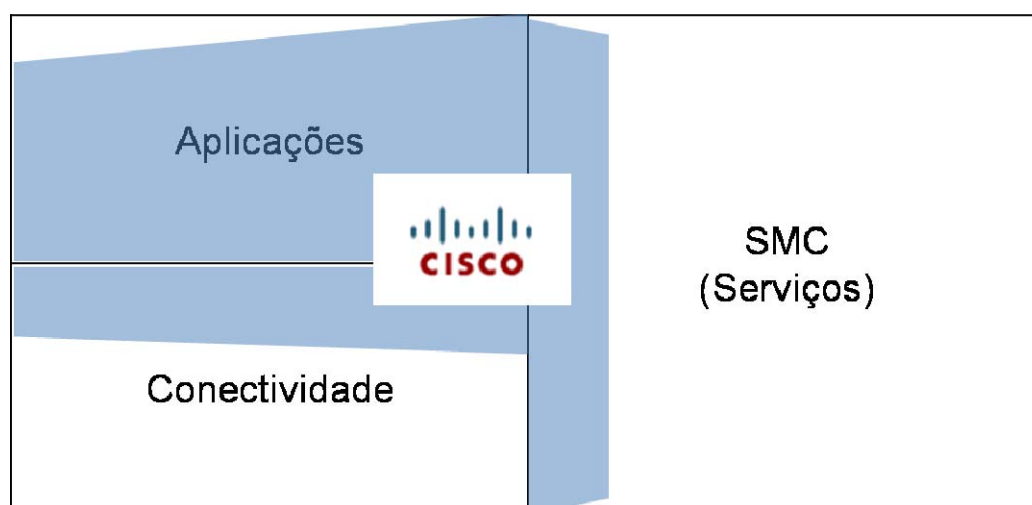 Aplicações
CISCO
SMC
(Serviços)
Conectividade